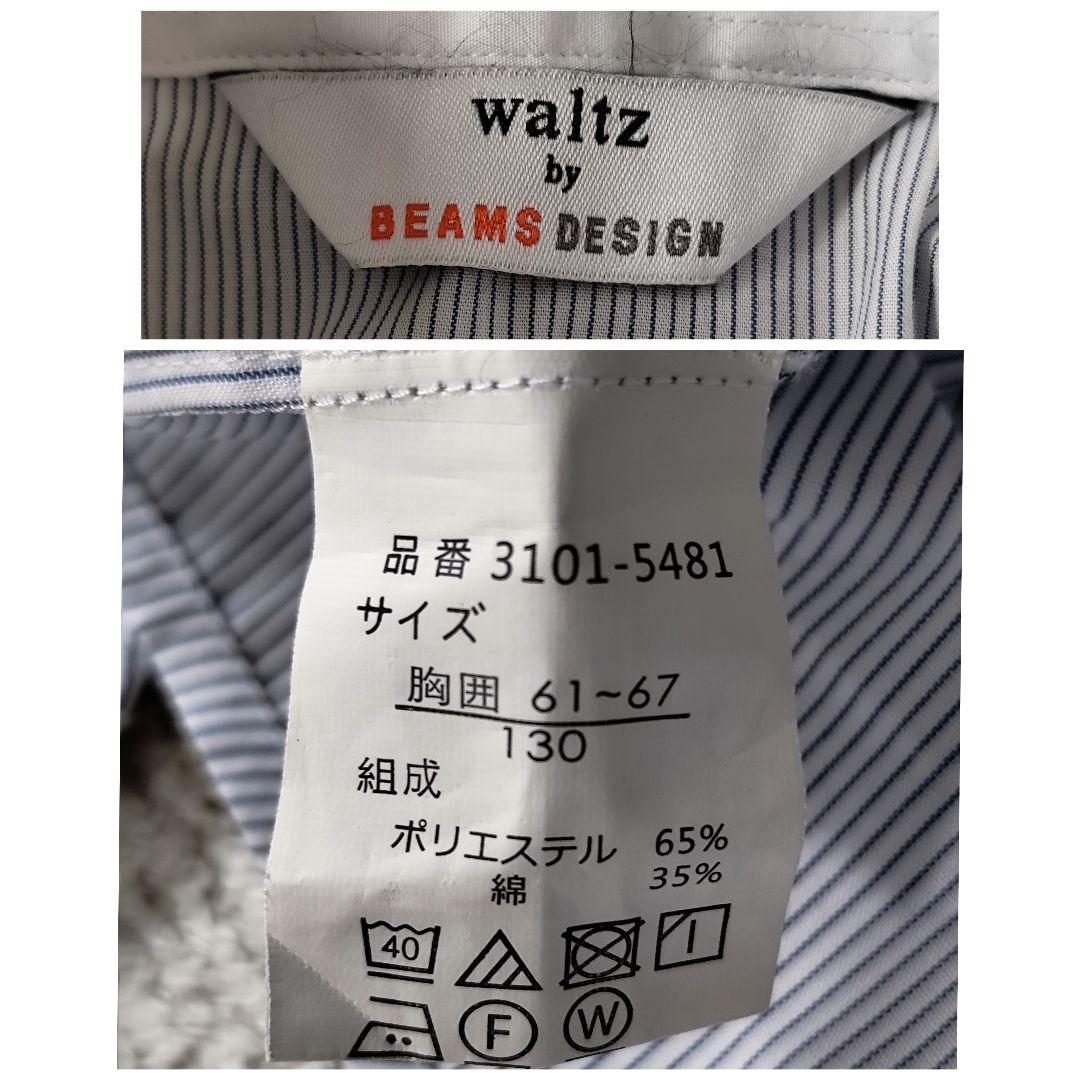 waltz
by
BEAMS DESIGN
品番 3101-5481
サイズ
胸囲 61~67
130
組成
ポリエステル 65%
綿 35%
40
F W